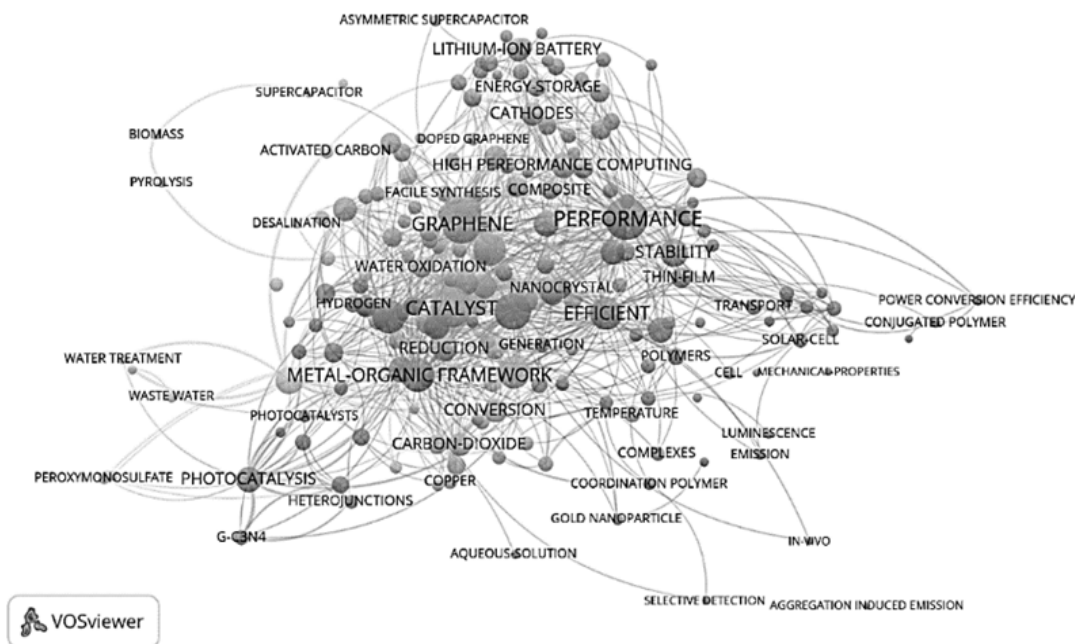 ASYMMETRIC SUPERCAPACITOR
LITHIUM-ION BATTERY
ENERGY-STORAGE
SUPERCAPACITOR
CATHODES
BIOMASS
DOPED GRAPHENE
ACTIVATED CARBON
HIGH PERFORMANCE COMPUTING
PYROLYSIS
FACILE SYNTHESIS
COMPOSITE
DESALINATION
GRAPHENE
PERFORMANCE
STABILITY
WATER OXIDATION
THIN-FILM
NANOCRYSTAL
HYDROGEN
CATALYST
EFFICIENT
TRANSPORT
POWER CONVERSION EFFICIENCY
CONJUGATED POLYMER
SOLAR-CELL
REDUCTION
GENERATION
POLYMERS
WATER TREATMENT
METAL-ORGANIC FRAMEWORK
CELL
MECHANICAL-PROPERTIES
WASTE WATER
PHOTOCATALYSTS
CONVERSION
TEMPERATURE
LUMINESCENCE
CARBON-DIOXIDE
COMPLEXES
EMISSION
PEROXYMONOSULFATE
PHOTOCATALYSIS
COPPER
COORDINATION POLYMER
HETEROJUNCTIONS
GOLD NANOPARTICLE
G-C3N4
IN-VIVO
AQUEOUS-SOLUTION
SELECTIVE DETECTION
AGGREGATION INDUCED EMISSION
VOSviewer